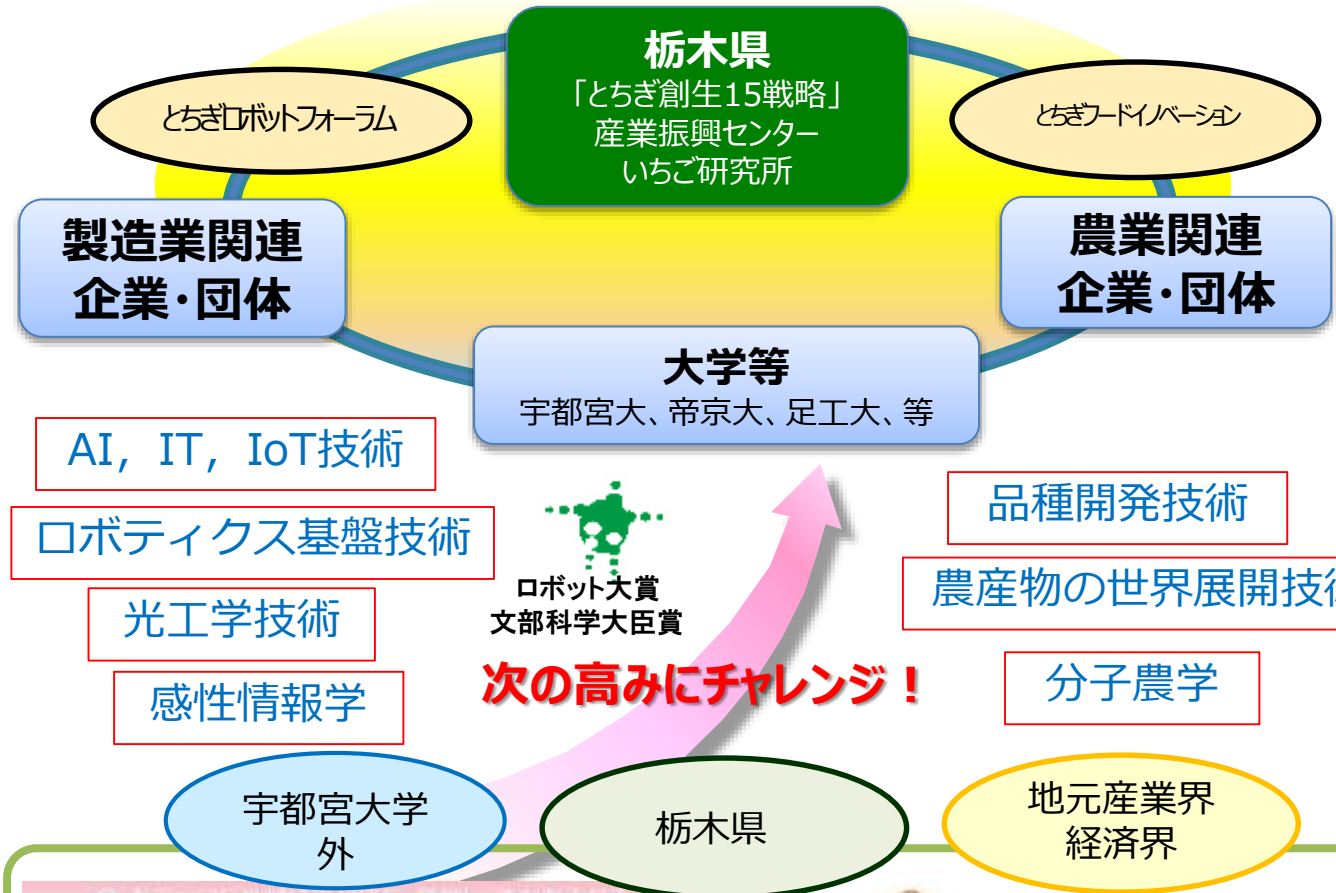 栃木県
「とちぎ創生15戦略」
産業振興センター
いちご研究所
とちぎロボットフォーラム
とちぎフードイノベーション
製造業関連
企業・団体
農業関連
企業・団体
大学等
宇都宮大、帝京大、足工大、等
AI，IT，IoT技術
ロボティクス基盤技術
光工学技術
感性情報学
ロボット大賞
文部科学大臣賞
次の高みにチャレンジ！
品種開発技術
農産物の世界展開技術
分子農学
宇都宮大学
外
栃木県
地元産業界
経済界